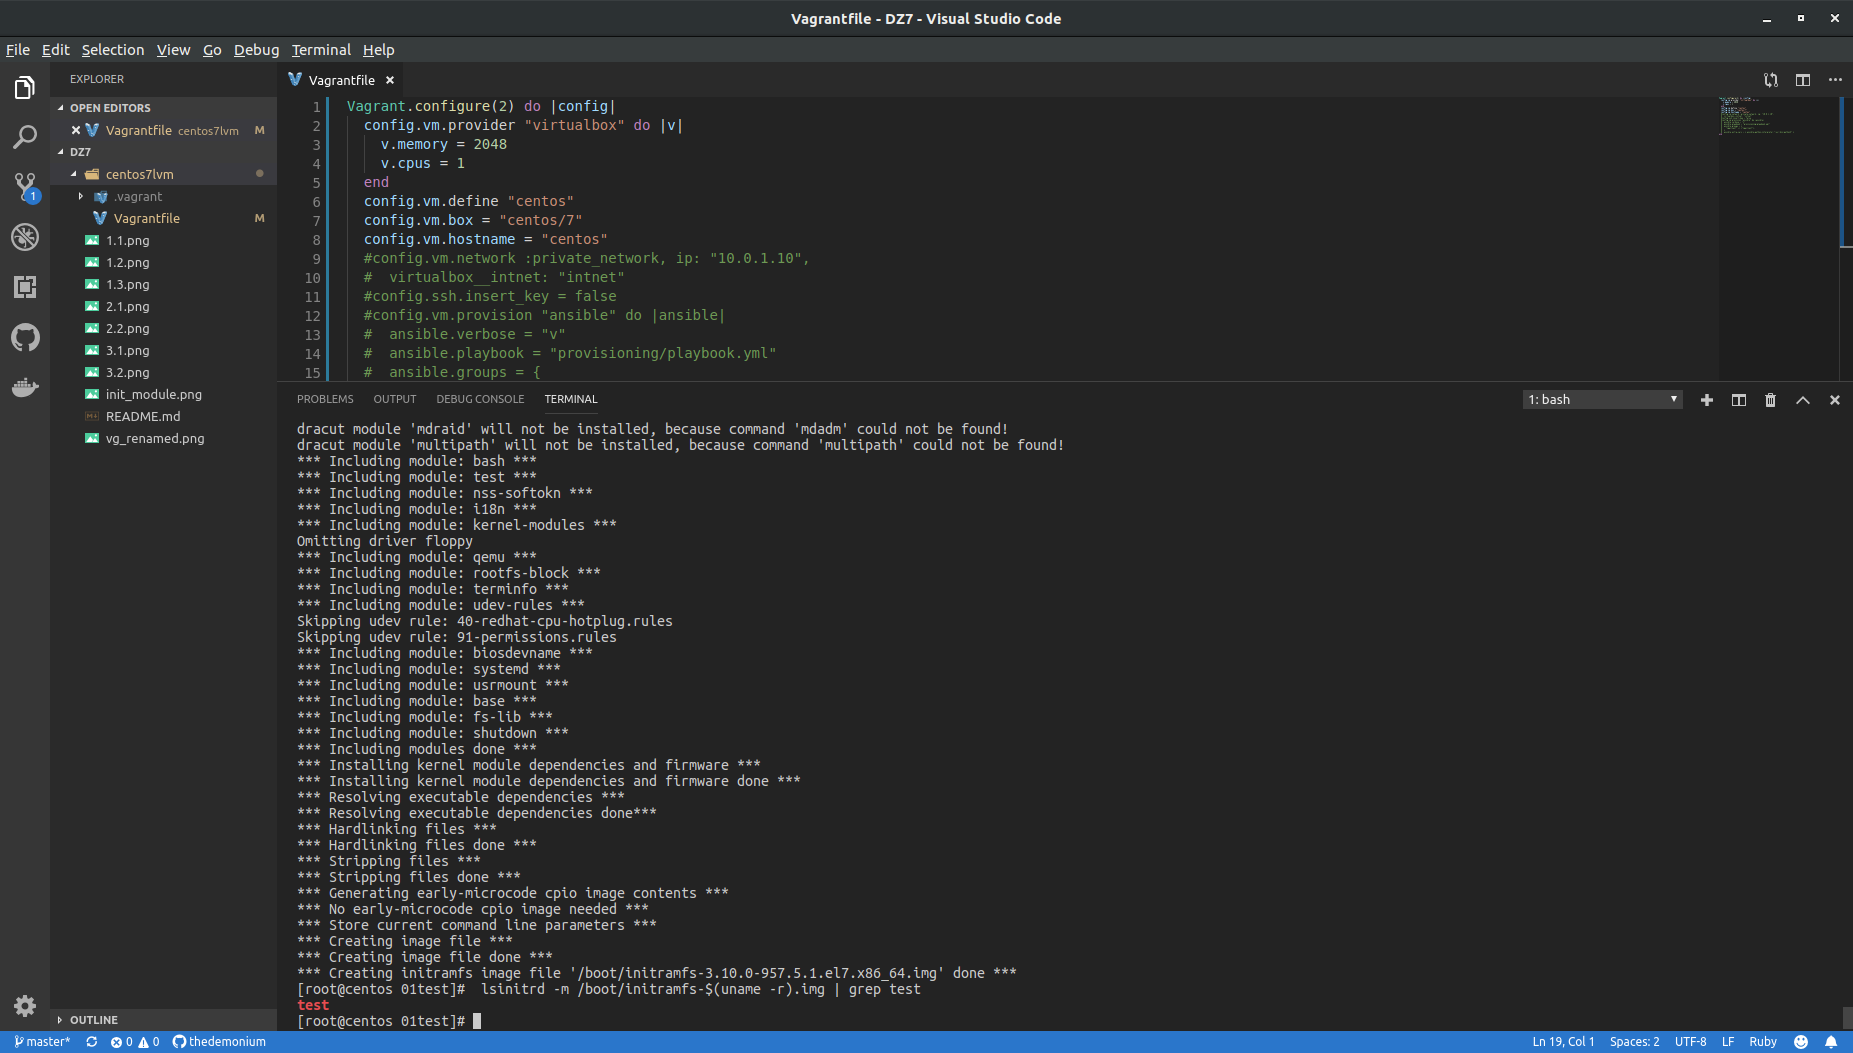 Vagrantfile - DZ7 - Visual Studio Code
File Edit Selection View Go Debug Terminal Help
EXPLORER
OPEN EDITORS
Vagrantfile centos7lvm M
DZ7
centos7lvm
.vagrant
Vagrantfile M
1.1.png
1.2.png
1.3.png
2.1.png
2.2.png
3.1.png
3.2.png
init_module.png
README.md
vg_renamed.png
OUTLINE
1
Vagrantfile
1 Vagrant.configure(2) do |config|
2 config.vm.provider "virtualbox" do |v|
3 v.memory = 2048
4 v.cpus = 1
5 end
6 config.vm.define "centos"
7 config.vm.box = "centos/7"
8 config.vm.hostname = "centos"
9 #config.vm.network :private_network, ip: "10.0.1.10",
10 #  virtualbox__intnet: "intnet"
11 #config.ssh.insert_key = false
12 #config.vm.provision "ansible" do |ansible|
13 #  ansible.verbose = "v"
14 #  ansible.playbook = "provisioning/playbook.yml"
15 #  ansible.groups = {
PROBLEMS OUTPUT DEBUG CONSOLE TERMINAL
1: bash
dracut module 'mdraid' will not be installed, because command 'mdadm' could not be found!
dracut module 'multipath' will not be installed, because command 'multipath' could not be found!
*** Including module: bash ***
*** Including module: test ***
*** Including module: nss-softokn ***
*** Including module: i18n ***
*** Including module: kernel-modules ***
Omitting driver floppy
*** Including module: qemu ***
*** Including module: rootfs-block ***
*** Including module: terminfo ***
*** Including module: udev-rules ***
Skipping udev rule: 40-redhat-cpu-hotplug.rules
Skipping udev rule: 91-permissions.rules
*** Including module: biosdevname ***
*** Including module: systemd ***
*** Including module: usrmount ***
*** Including module: base ***
*** Including module: fs-lib ***
*** Including module: shutdown ***
*** Including modules done ***
*** Installing kernel module dependencies and firmware ***
*** Installing kernel module dependencies and firmware done ***
*** Resolving executable dependencies ***
*** Resolving executable dependencies done***
*** Hardlinking files ***
*** Hardlinking files done ***
*** Stripping files ***
*** Stripping files done ***
*** Generating early-microcode cpio image contents ***
*** No early-microcode cpio image needed ***
*** Store current command line parameters ***
*** Creating image file ***
*** Creating image file done ***
*** Creating initramfs image file '/boot/initramfs-3.10.0-957.5.1.el7.x86_64.img' done ***
[root@centos 01test]#  lsinitrd -m /boot/initramfs-$(uname -r).img | grep test
test
[root@centos 01test]#
master* 0 0 thedemonium Ln 19, Col 1 Spaces: 2 UTF-8 LF Ruby